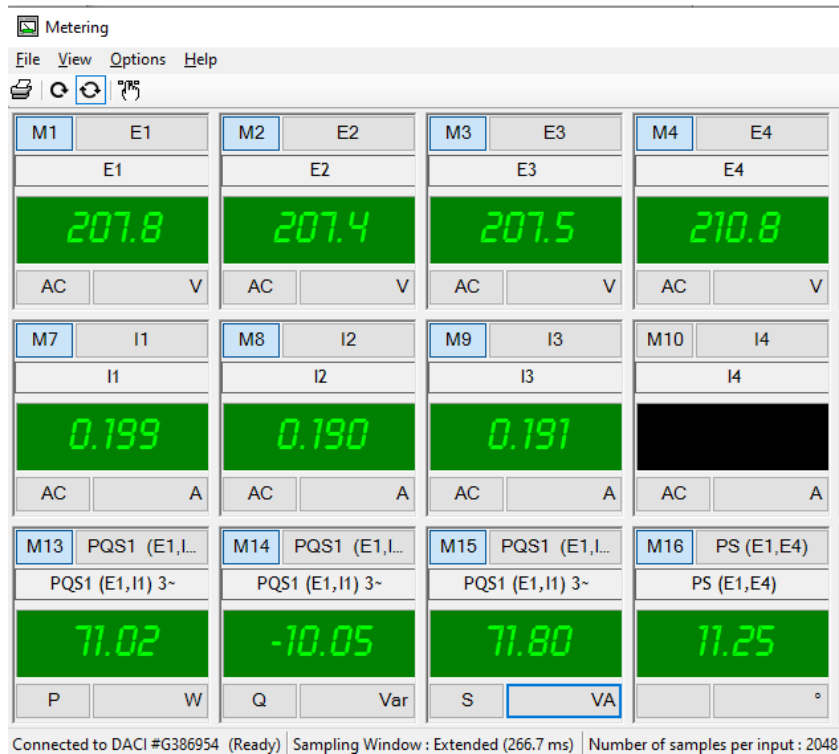 Metering
File View Options Help
M1 E1 M2 E2 M3 E3 M4 E4
E1 E2 E3 E4
207.8 207.4 207.5 210.8
AC V AC V AC V AC V
M7 I1 M8 I2 M9 I3 M10 I4
I1 I2 I3 I4
0.199 0.190 0.191
AC A AC A AC A AC A
M13 PQS1 (E1,I... M14 PQS1 (E1,I... M15 PQS1 (E1,I... M16 PS (E1,E4)
PQS1 (E1,I1) 3~ PQS1 (E1,I1) 3~ PQS1 (E1,I1) 3~ PS (E1,E4)
71.02 -10.05 71.80 11.25
P W Q Var S VA °
Connected to DACI #G386954 (Ready) Sampling Window : Extended (266.7 ms) Number of samples per input : 204